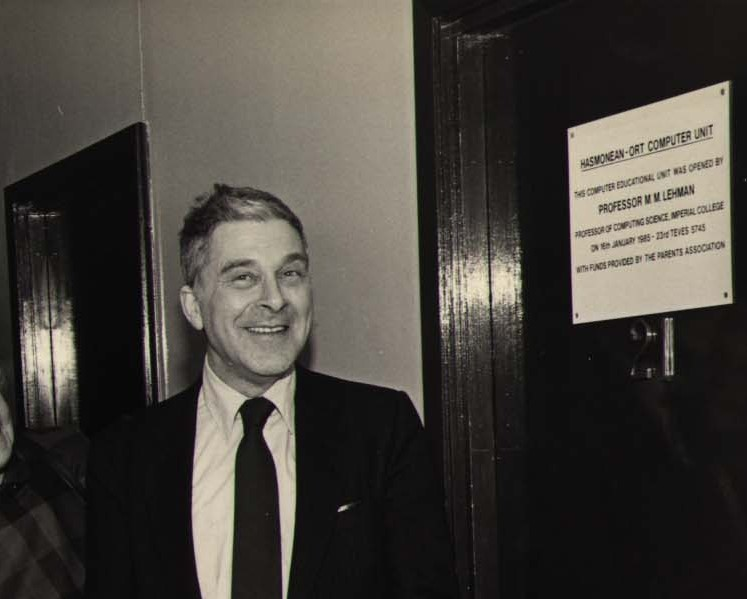 HASMONEAN-ORT COMPUTER UNIT
THIS COMPUTER EDUCATIONAL UNIT WAS OPENED BY
PROFESSOR M. M. LEHMAN
PROFESSOR OF COMPUTING SCIENCE, IMPERIAL COLLEGE
ON 16th JANUARY 1985 - 23rd TEVES 5745
WITH FUNDS PROVIDED BY THE PARENTS ASSOCIATION
21